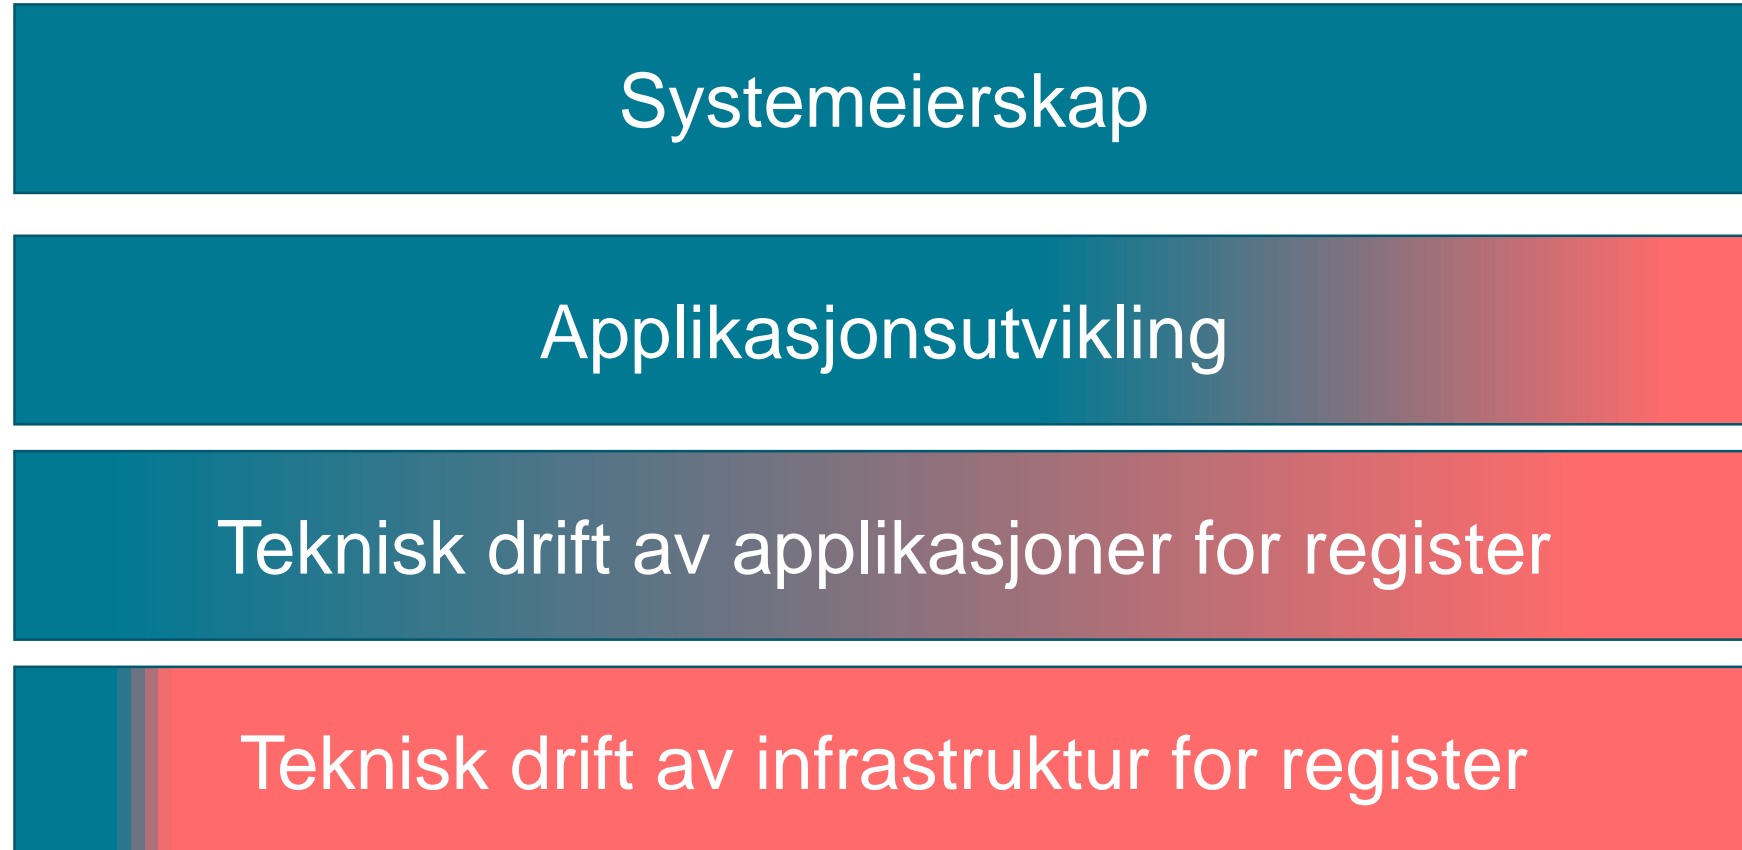 Systemeierskap
Applikasjonsutvikling
Teknisk drift av applikasjoner for register
Teknisk drift av infrastruktur for register